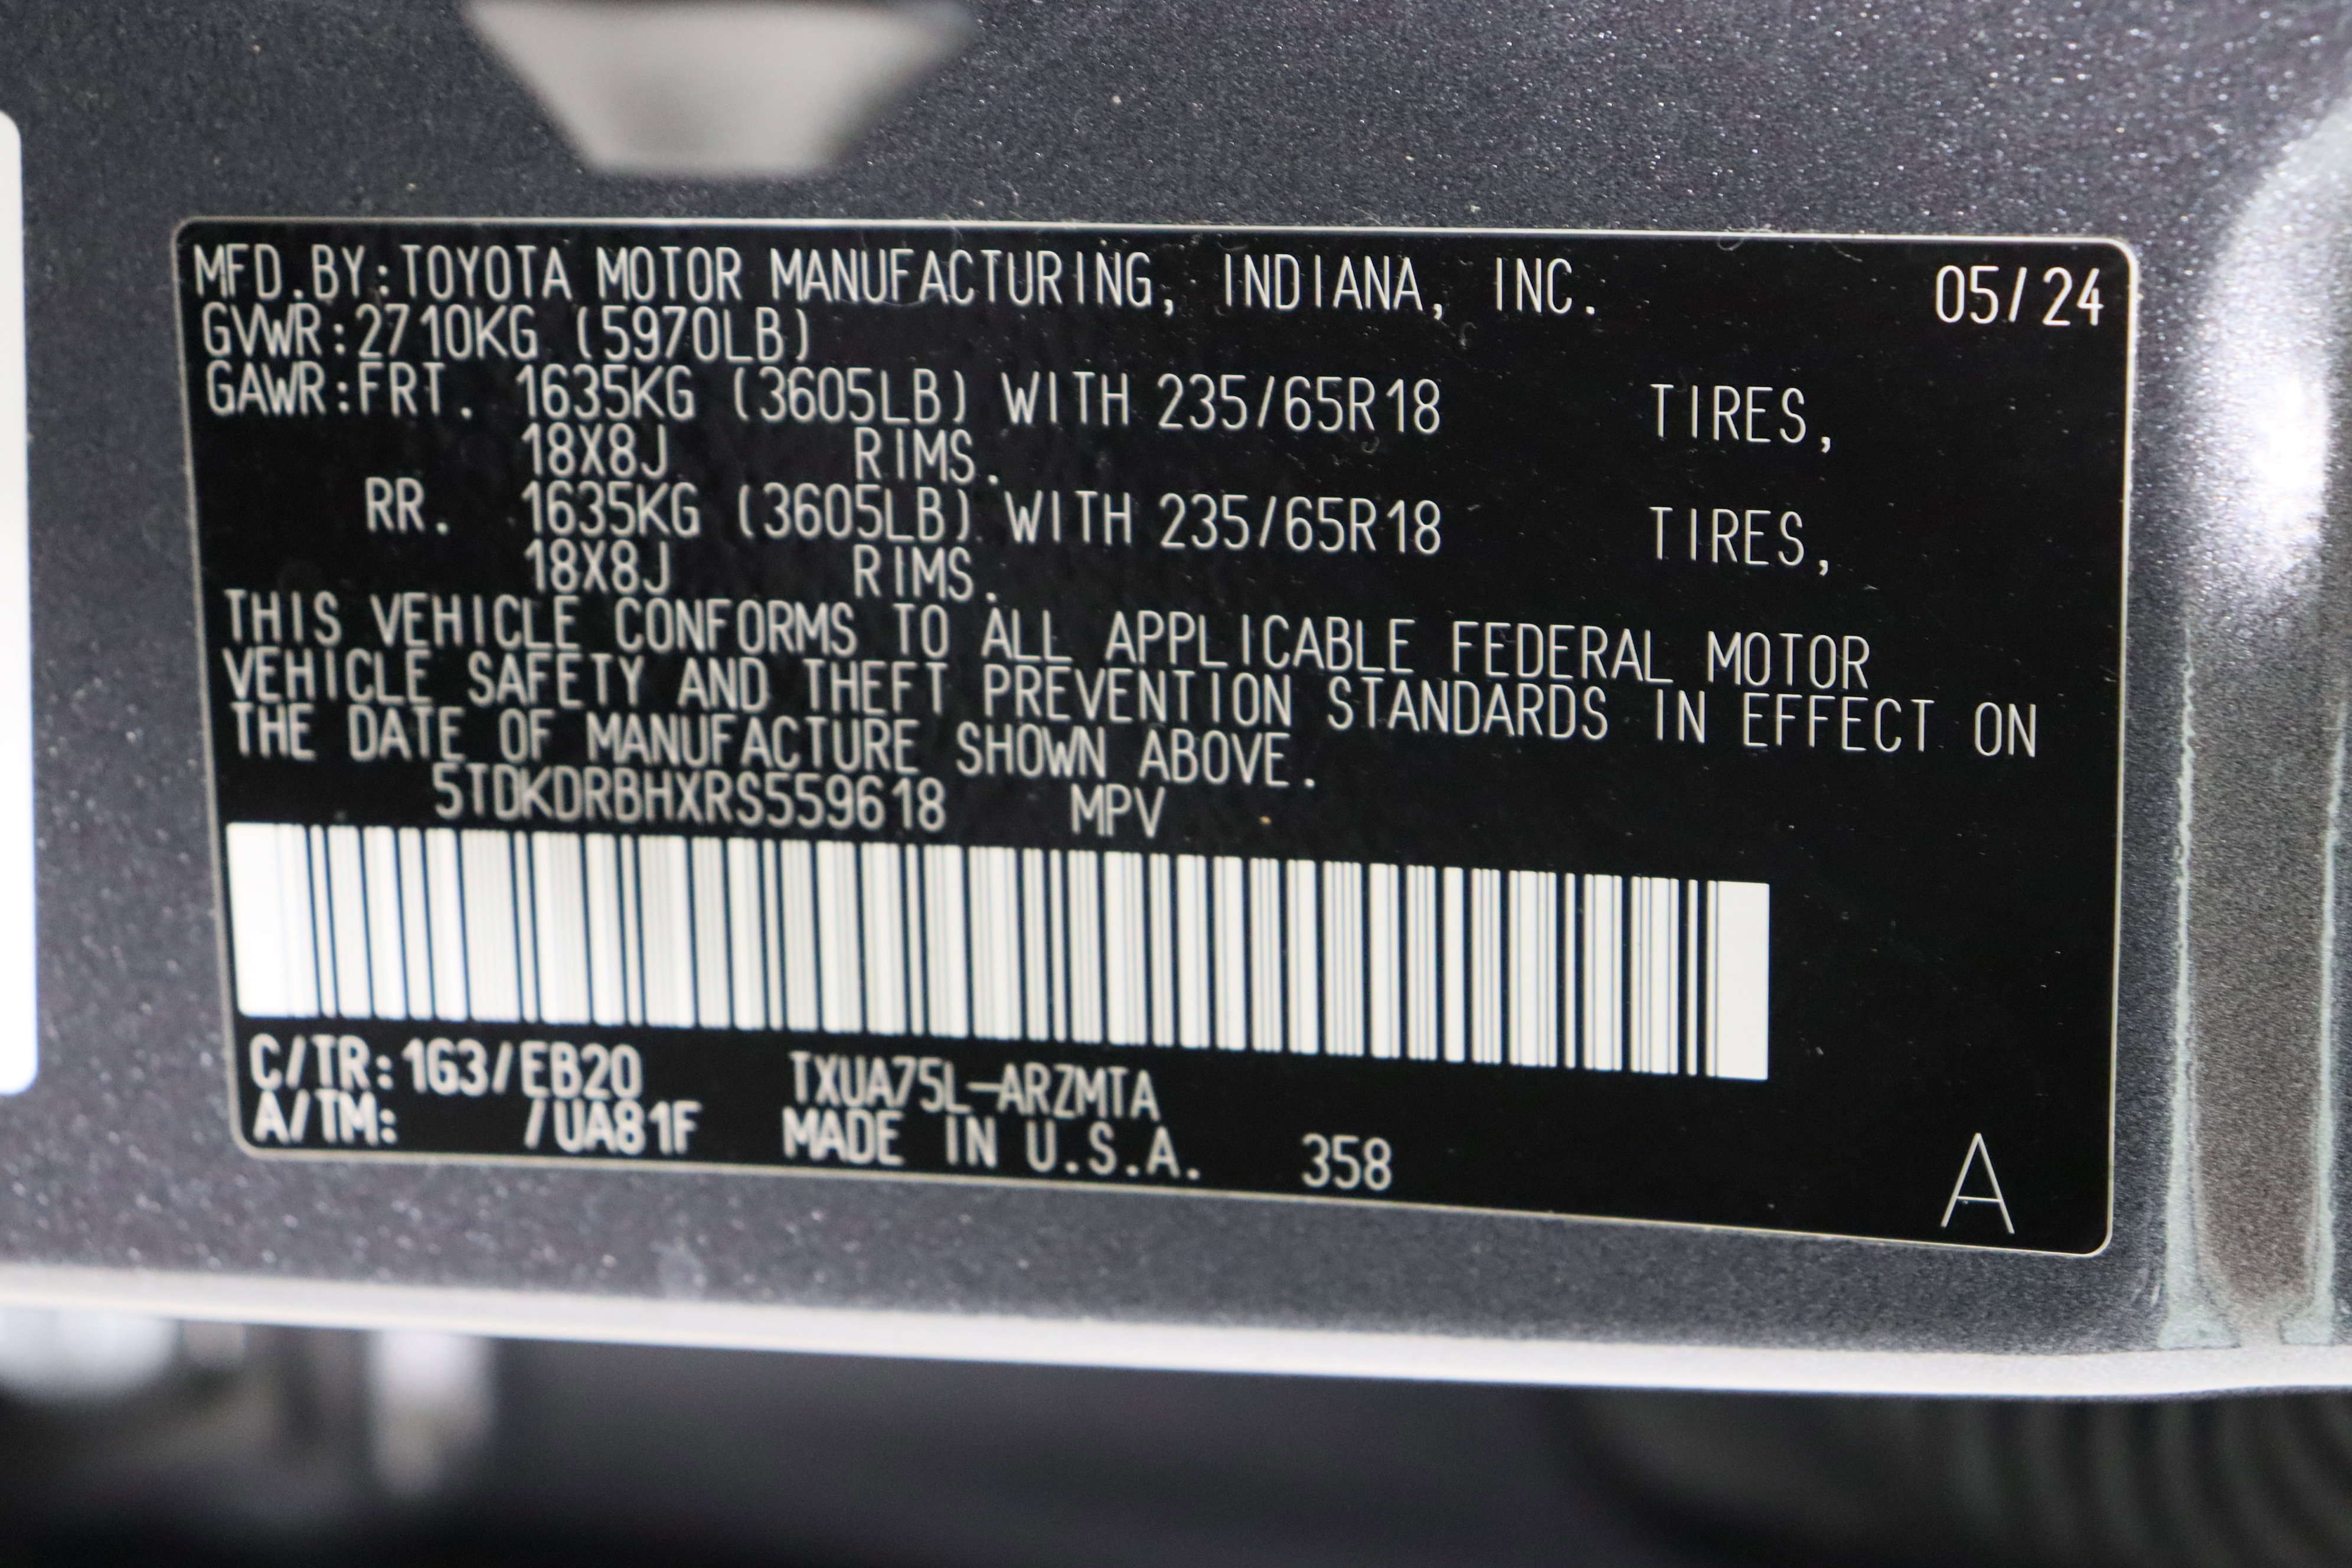 MFD.BY:TOYOTA MOTOR MANUFACTURING, INDIANA, INC. 05/24
GVWR:2710KG (5970LB)
GAWR:FRT. 1635KG (3605LB) WITH 235/65R18 TIRES,
18X8J RIMS.
RR. 1635KG (3605LB) WITH 235/65R18 TIRES,
18X8J RIMS.
THIS VEHICLE CONFORMS TO ALL APPLICABLE FEDERAL MOTOR
VEHICLE SAFETY AND THEFT PREVENTION STANDARDS IN EFFECT ON
THE DATE OF MANUFACTURE SHOWN ABOVE.
5TDKDRBHXRS559618 MPV
C/TR:1G3/EB20 TXUA75L-ARZMTA
A/TM: /UA81F MADE IN U.S.A. 358 A